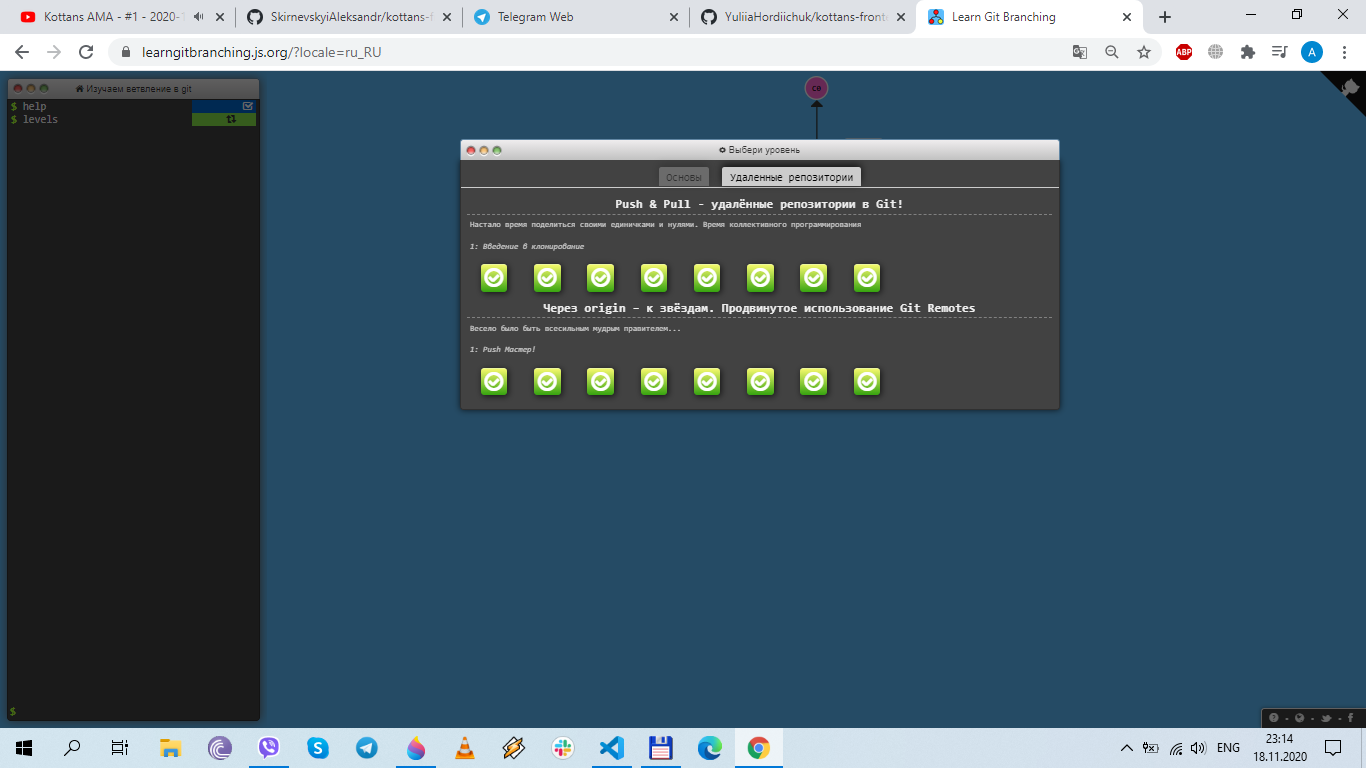 Kottans AMA - #1 - 2020-1
SkirnevskyiAleksandr/kottans-f
Telegram Web
YuliiaHordiichuk/kottans-fronte
Learn Git Branching
learngitbranching.js.org/?locale=ru_RU
ABP
A
Изучаем ветвление в git
$ help
$ levels
$
c0
Выбери уровень
Основы
Удаленные репозитории
Push & Pull - удалённые репозитории в Git!
Настало время поделиться своими единичками и нулями. Время коллективного программирования
1: Введение в клонирование
Через origin – к звёздам. Продвинутое использование Git Remotes
Весело было быть всесильным мудрым правителем...
1: Push Мастер!
ENG
23:14
18.11.2020